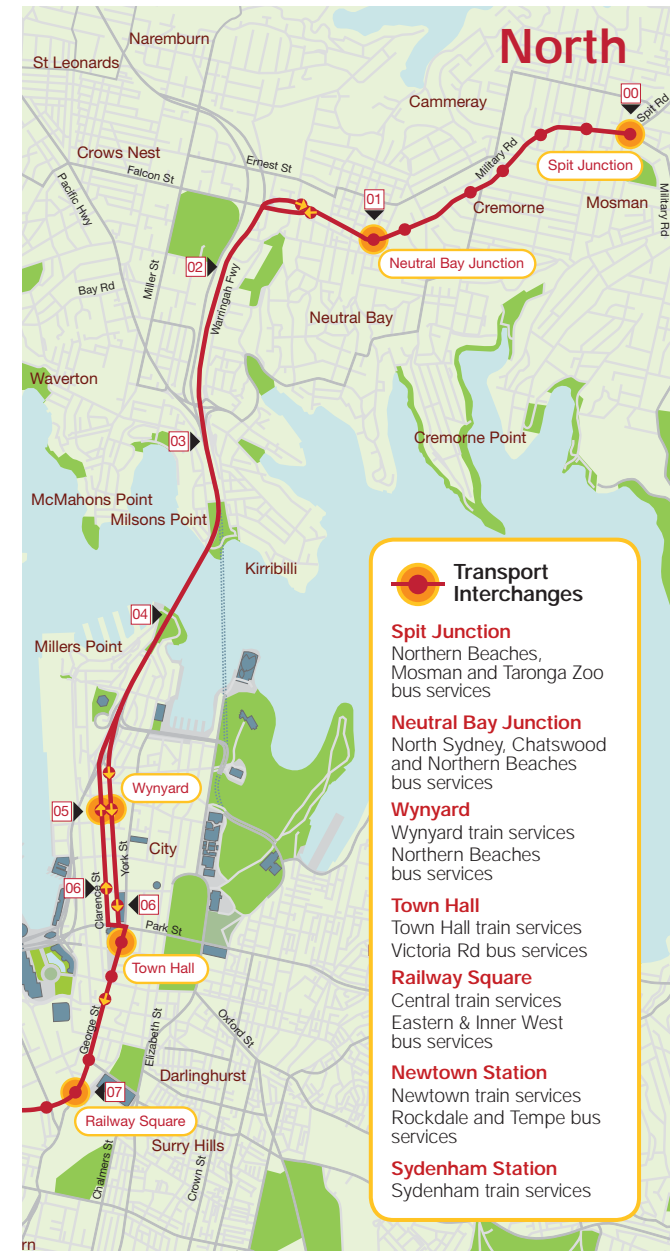 North
Naremburn
St Leonards
Cammeray
00
Spit Rd
Crows Nest
Ernest St
Military Rd
Spit Junction
Falcon St
Pacific Hwy
01
Cremorne
Mosman
Military Rd
Neutral Bay Junction
02
Miller St
Warringah Fwy
Bay Rd
Neutral Bay
Waverton
03
Cremorne Point
McMahons Point
Milsons Point
Kirribilli
04
Millers Point
Wynyard
05
City
York St
Clarence St
06
06
Park St
Town Hall
George St
Elizabeth St
Oxford St
Darlinghurst
07
Railway Square
Surry Hills
Chalmers St
Crown St
rn
Transport
Interchanges
Spit Junction
Northern Beaches,
Mosman and Taronga Zoo
bus services
Neutral Bay Junction
North Sydney, Chatswood
and Northern Beaches
bus services
Wynyard
Wynyard train services
Northern Beaches
bus services
Town Hall
Town Hall train services
Victoria Rd bus services
Railway Square
Central train services
Eastern & Inner West
bus services
Newtown Station
Newtown train services
Rockdale and Tempe bus
services
Sydenham Station
Sydenham train services